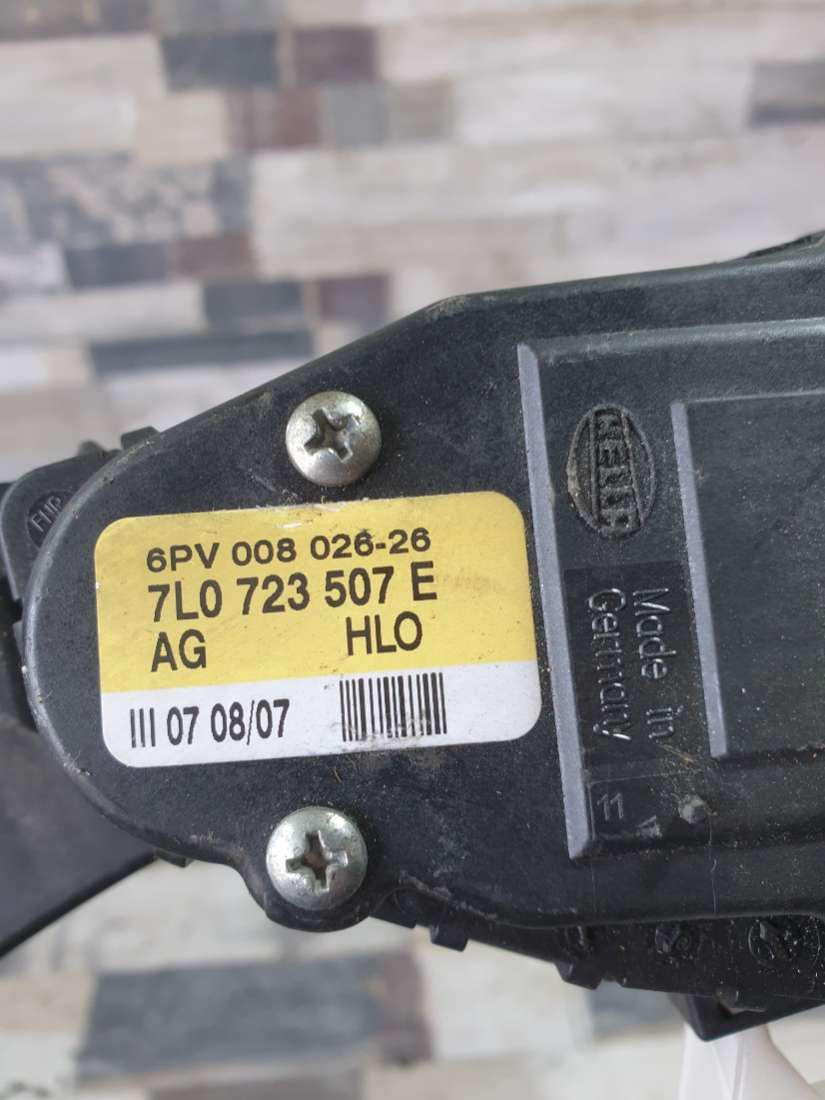 6PV 008 026-26
7L0 723 507 E
AG HLO
III 07 08/07
HELLA
Made in
Germany
11